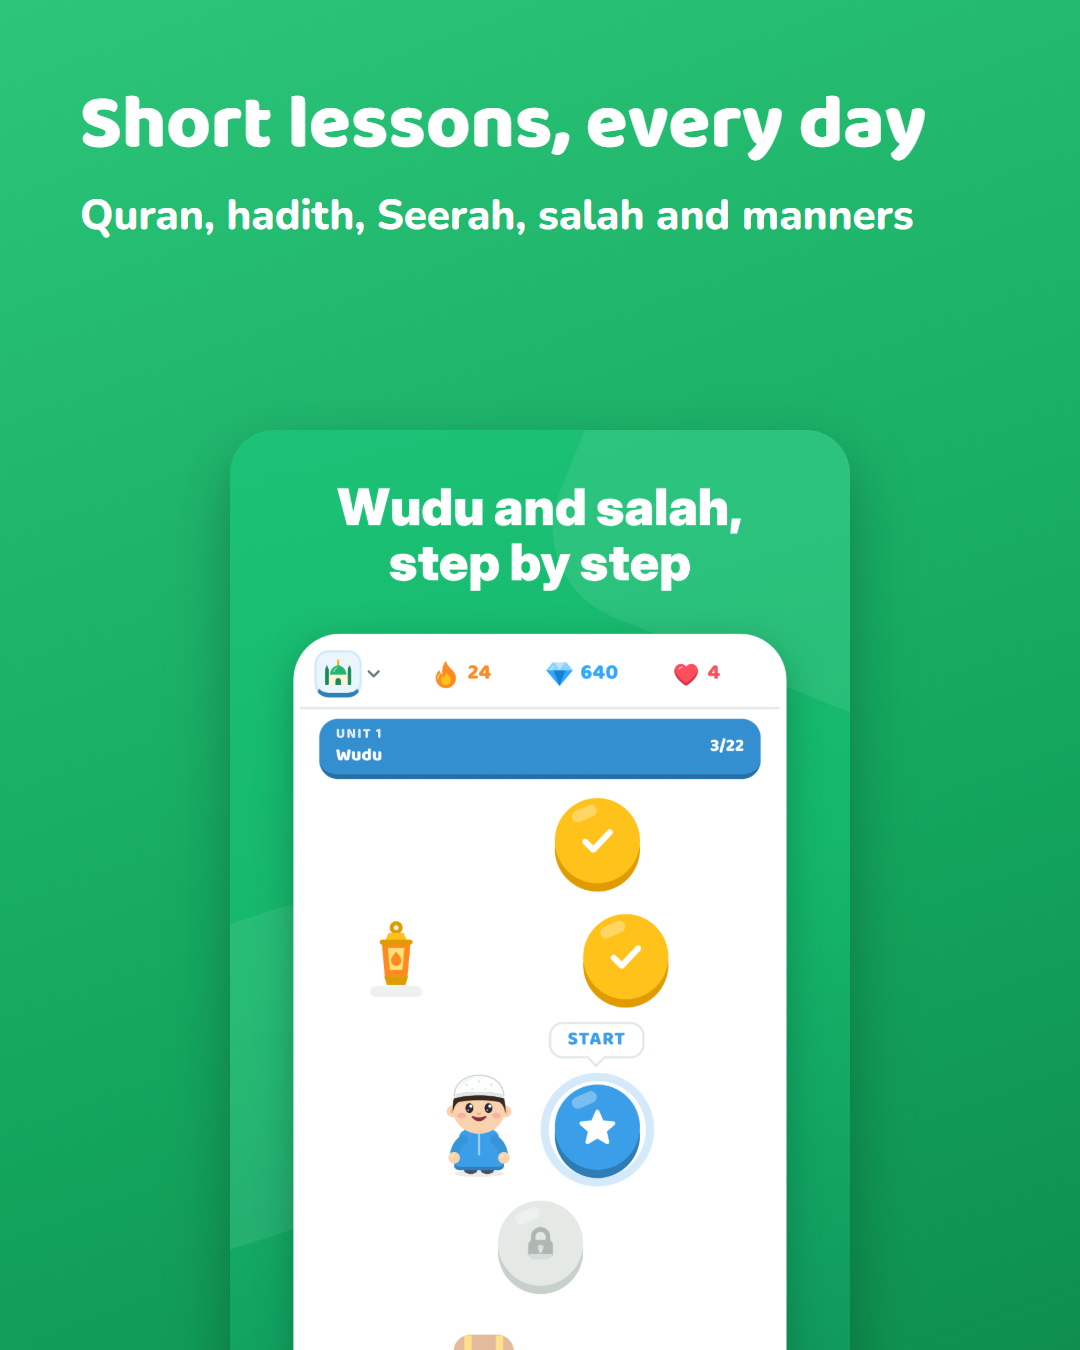 Short lessons, every day
Quran, hadith, Seerah, salah and manners
Wudu and salah,
step by step
24 640 4
UNIT 1
Wudu
3/22
START